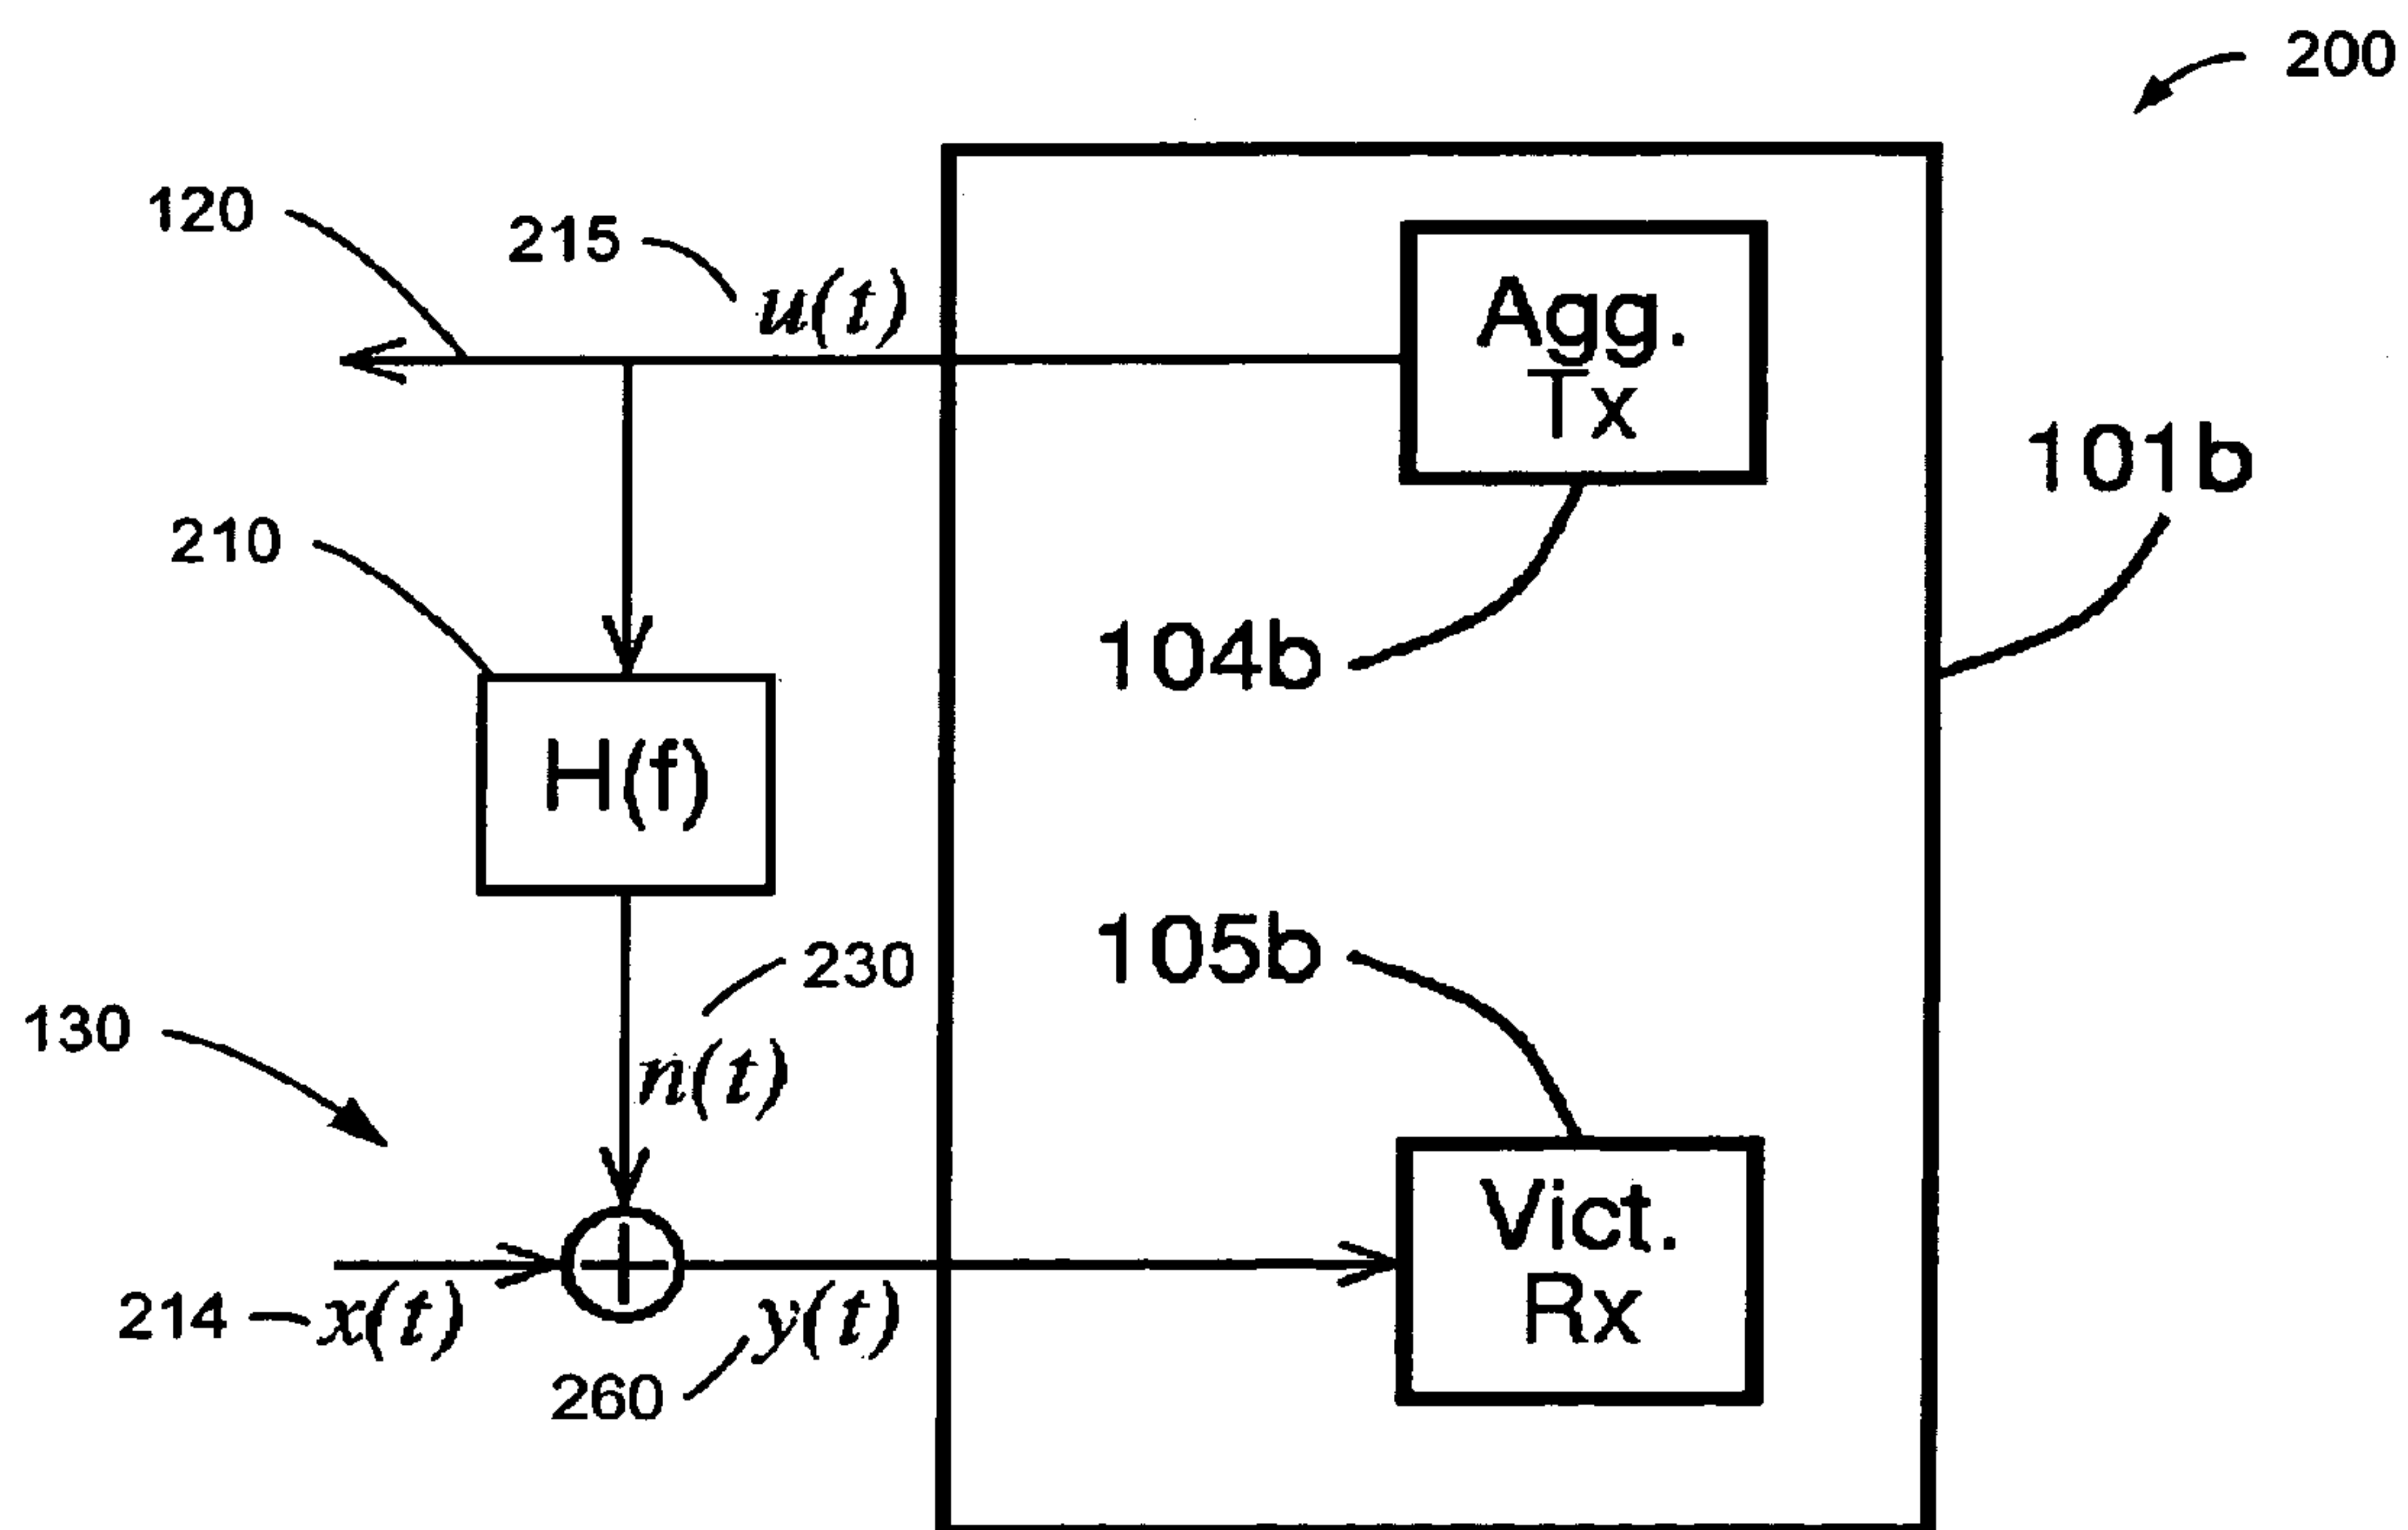 200
120
215
u(t)
Agg.
Tx
101b
210
104b
H(f)
105b
230
130
n(t)
Vict.
Rx
214
x(t)
y(t)
260